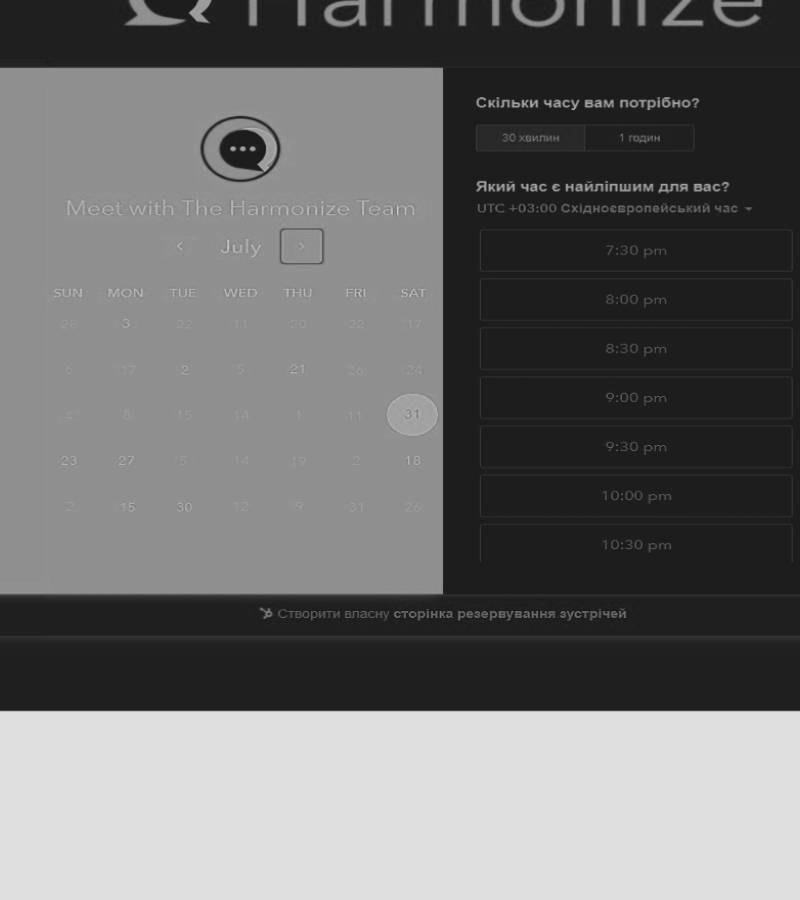 Harmonize
Meet with The Harmonize Team
July
SUN MON TUE WED THU FRI SAT
28 3 22 11 20 22 17
6 17 2 5 21 26 24
4 8 15 14 1 11 31
23 27 5 14 19 2 18
2 15 30 12 9 31 26
Скільки часу вам потрібно?
30 хвилин 1 годин
Який час є найліпшим для вас?
UTC +03:00 Східноєвропейський час
7:30 pm
8:00 pm
8:30 pm
9:00 pm
9:30 pm
10:00 pm
10:30 pm
Створити власну сторінка резервування зустрічей